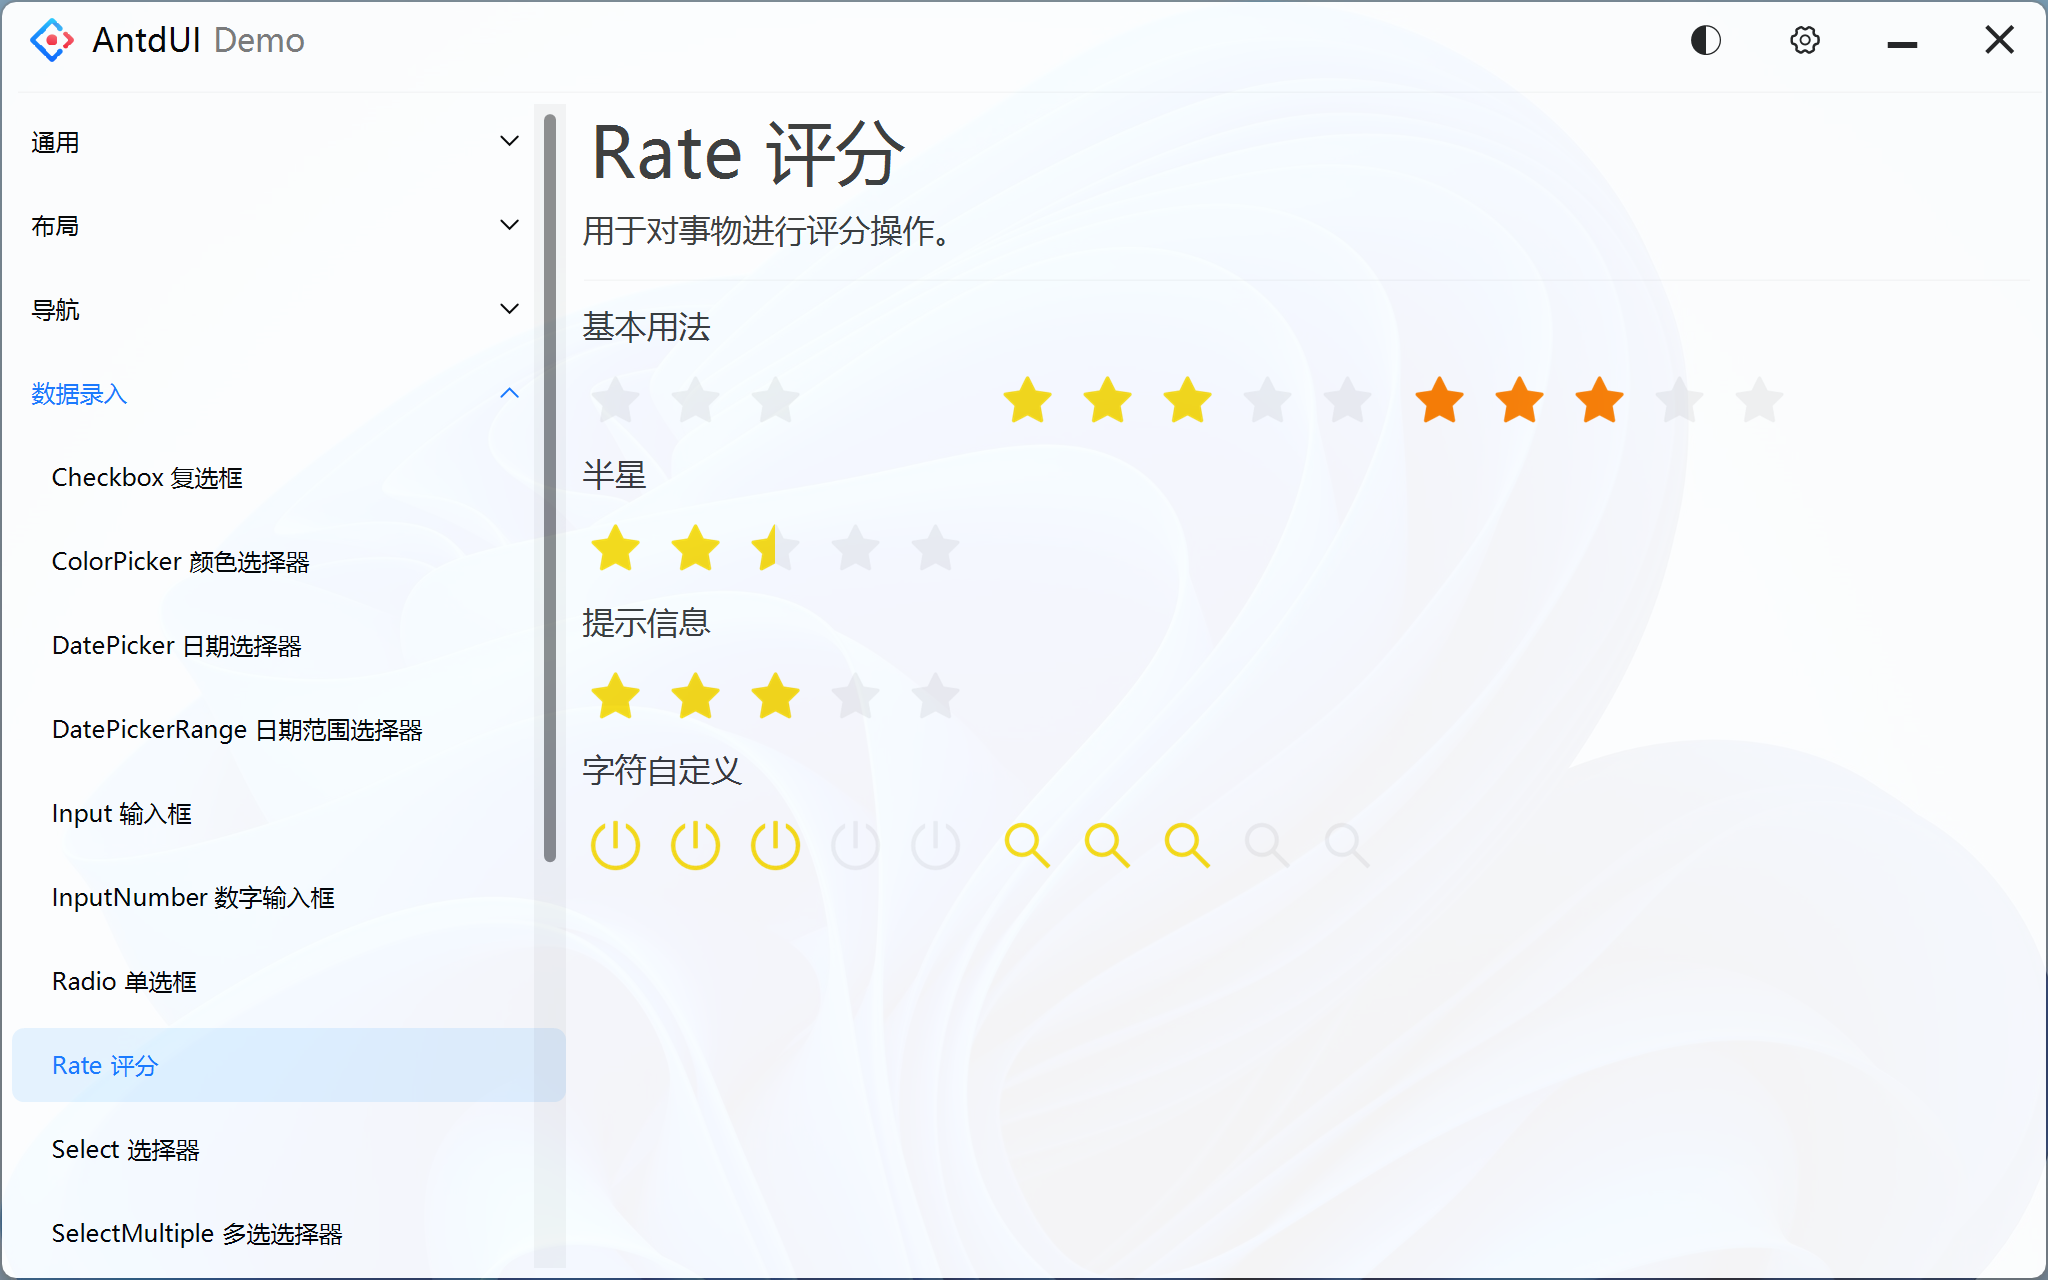 AntdUI Demo
通用
布局
导航
数据录入
Checkbox 复选框
ColorPicker 颜色选择器
DatePicker 日期选择器
DatePickerRange 日期范围选择器
Input 输入框
InputNumber 数字输入框
Radio 单选框
Rate 评分
Select 选择器
SelectMultiple 多选选择器
Rate 评分
用于对事物进行评分操作。
基本用法
半星
提示信息
字符自定义